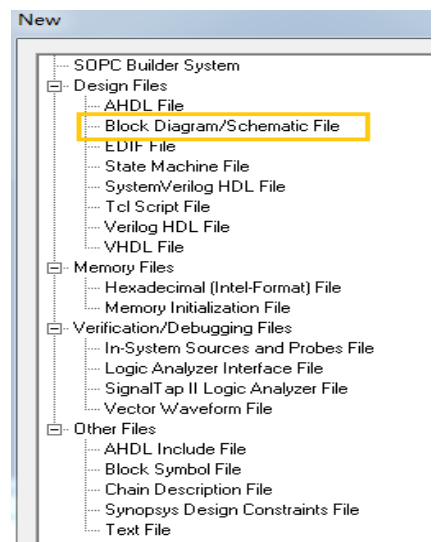 New
SOPC Builder System
Design Files
AHDL File
Block Diagram/Schematic File
EDIF File
State Machine File
SystemVerilog HDL File
Tcl Script File
Verilog HDL File
VHDL File
Memory Files
Hexadecimal (Intel-Format) File
Memory Initialization File
Verification/Debugging Files
In-System Sources and Probes File
Logic Analyzer Interface File
SignalTap II Logic Analyzer File
Vector Waveform File
Other Files
AHDL Include File
Block Symbol File
Chain Description File
Synopsys Design Constraints File
Text File